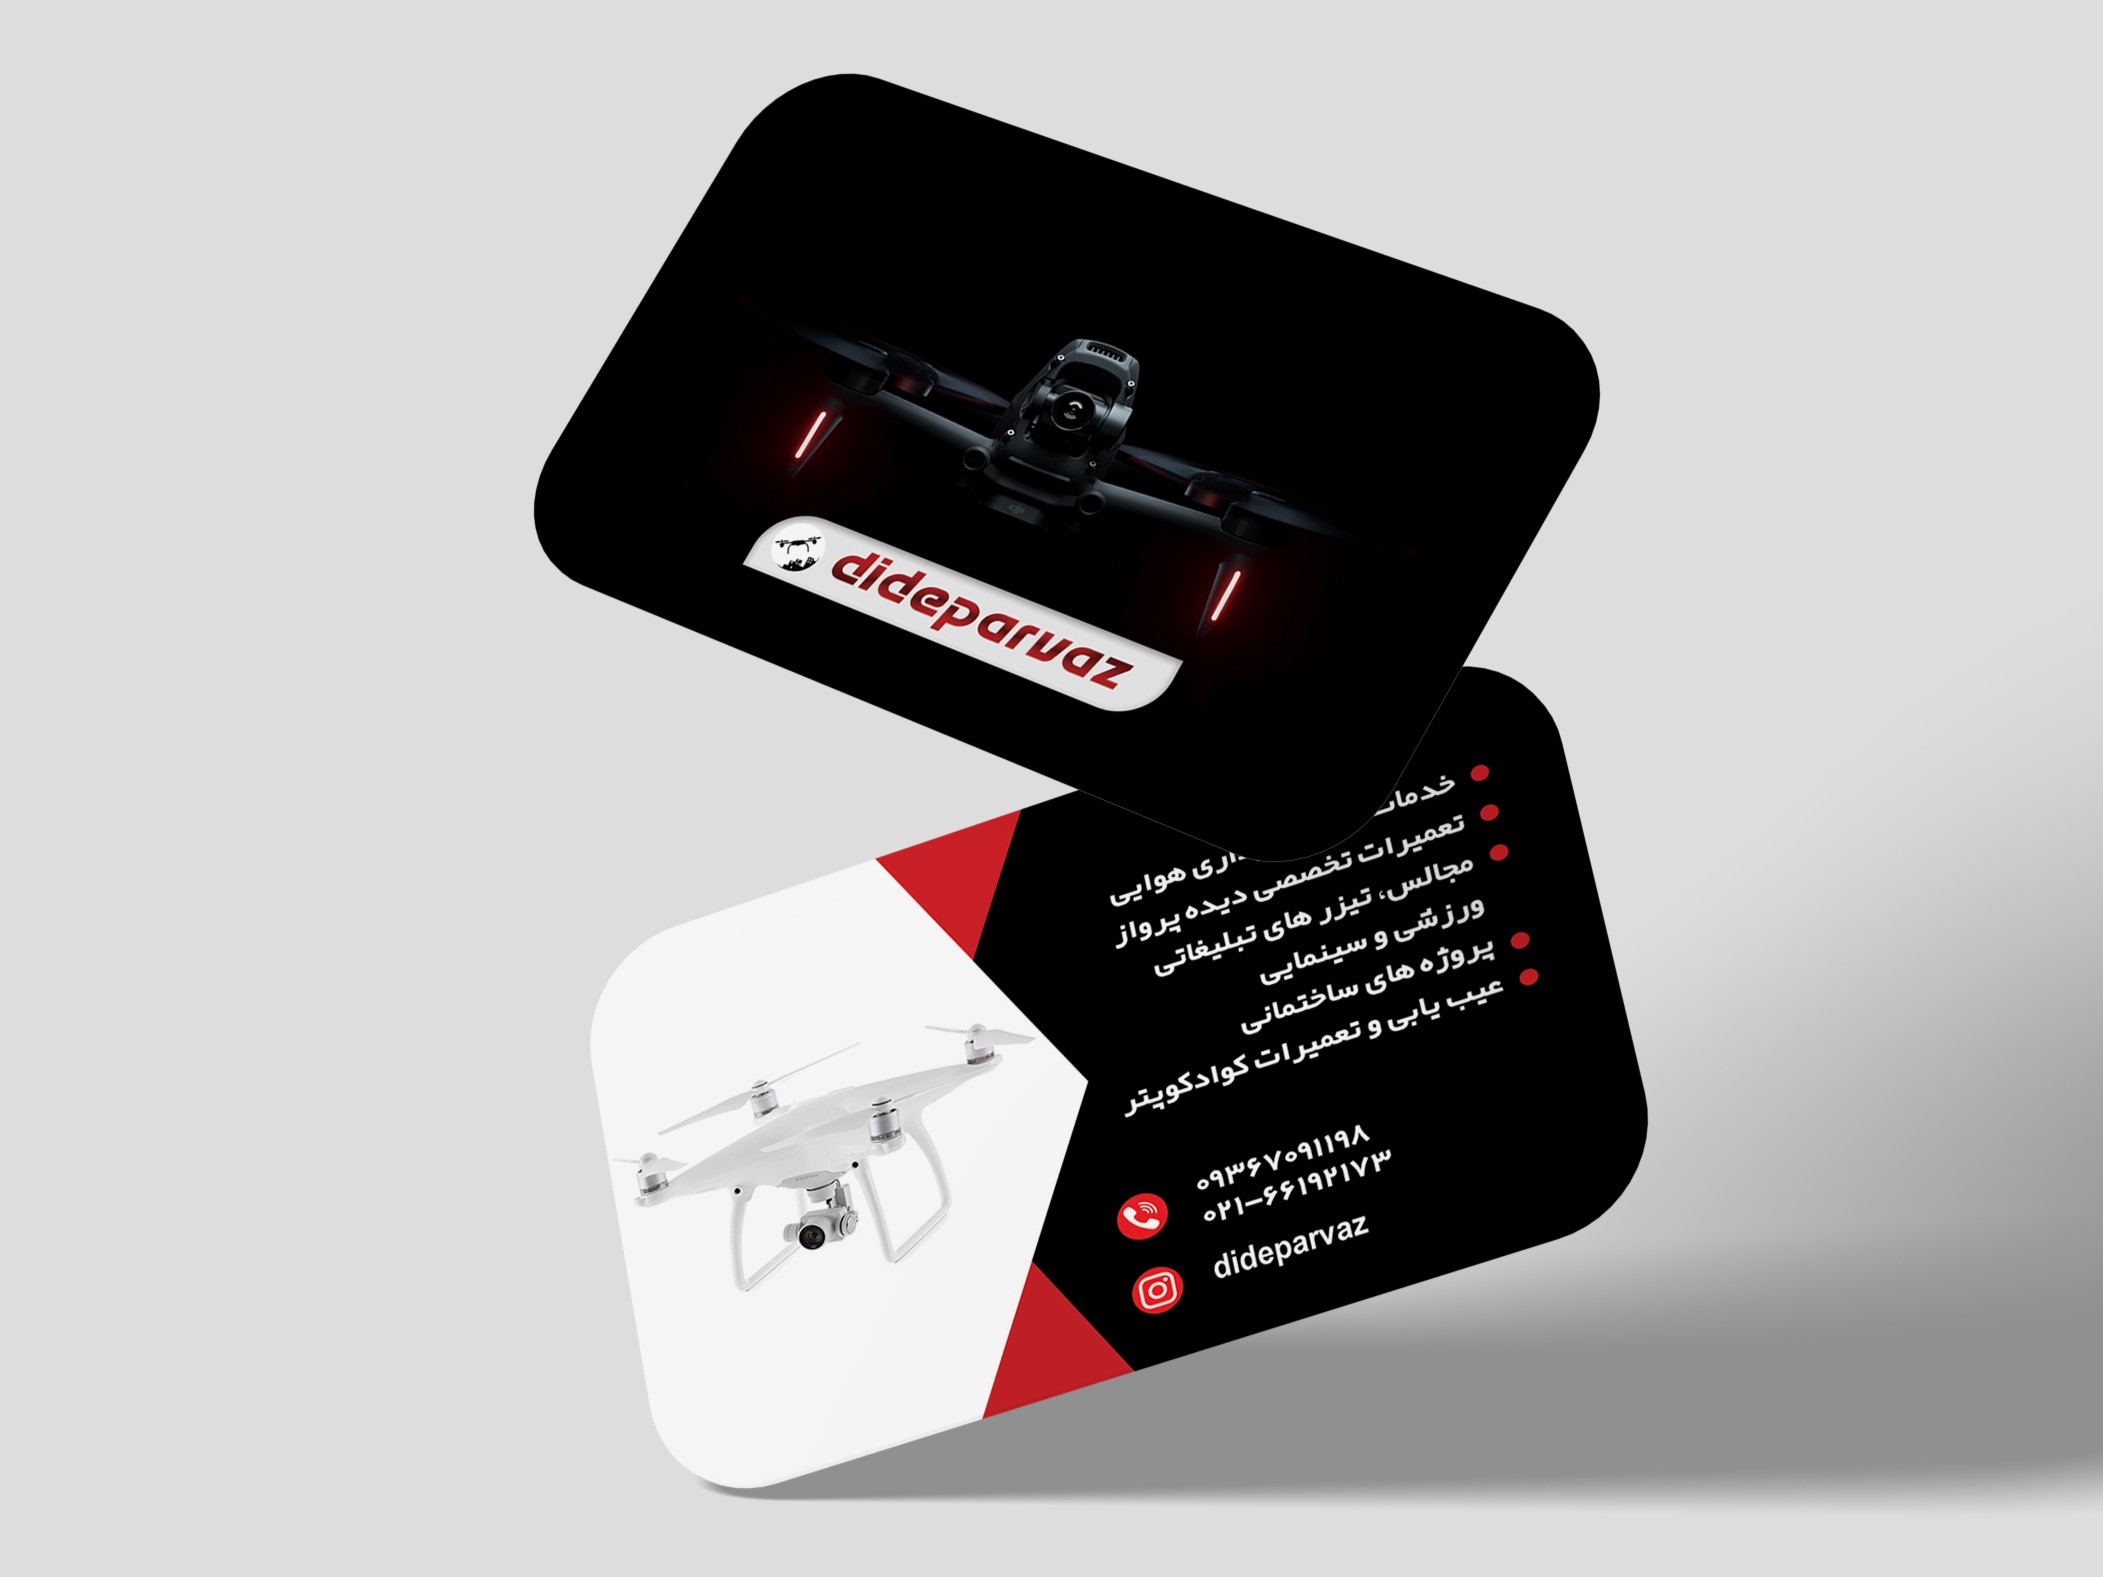 dideparvaz
خدمات
هوایی
تعمیرات تخصصی دیده پرواز
مجالس، تیزر های تبلیغاتی
ورزشی و سینمایی
پروژه های ساختمانی
عیب یابی و تعمیرات کوادکوپتر
۰۹۳۶۷۰۹۱۱۹۸
۰۲۱-۶۶۱۹۲۱۷۳
dideparvaz